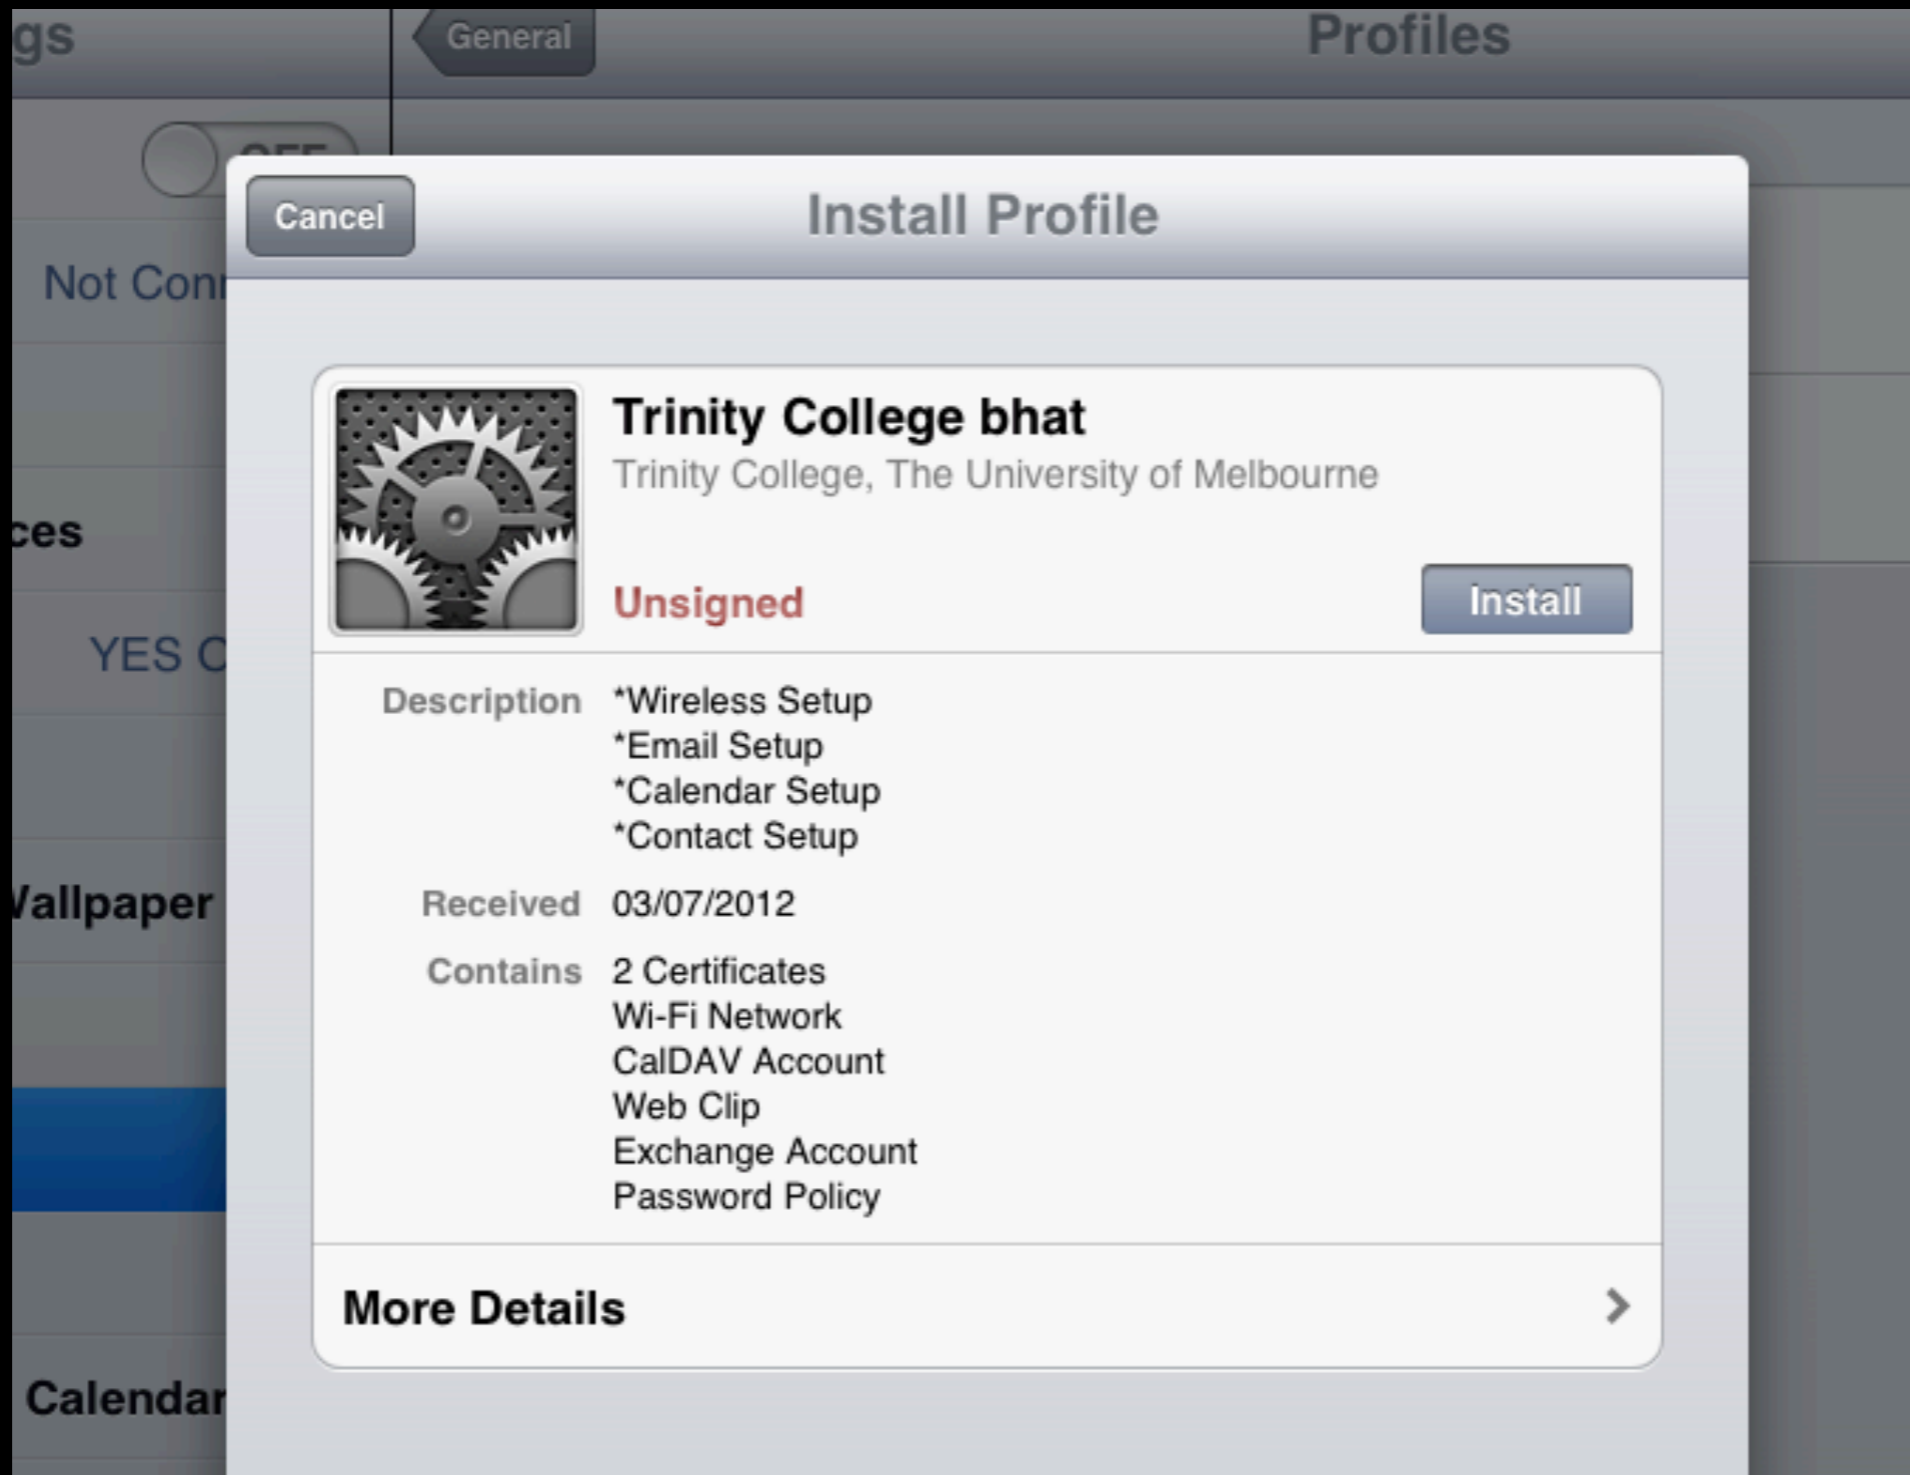 gs
General
Profiles
OFF
Cancel
Install Profile
Not Con
Trinity College bhat
Trinity College, The University of Melbourne
ces
Unsigned
Install
YES
Description *Wireless Setup
*Email Setup
*Calendar Setup
*Contact Setup
Wallpaper
Received 03/07/2012
Contains 2 Certificates
Wi-Fi Network
CalDAV Account
Web Clip
Exchange Account
Password Policy
More Details
Calendar